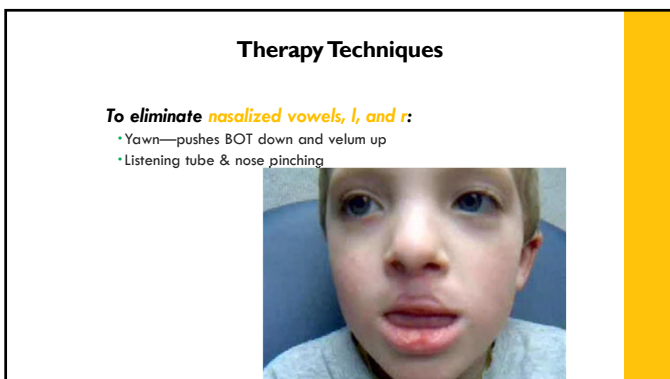 Therapy Techniques
To eliminate nasalized vowels, l, and r:
• Yawn—pushes BOT down and velum up
• Listening tube & nose pinching